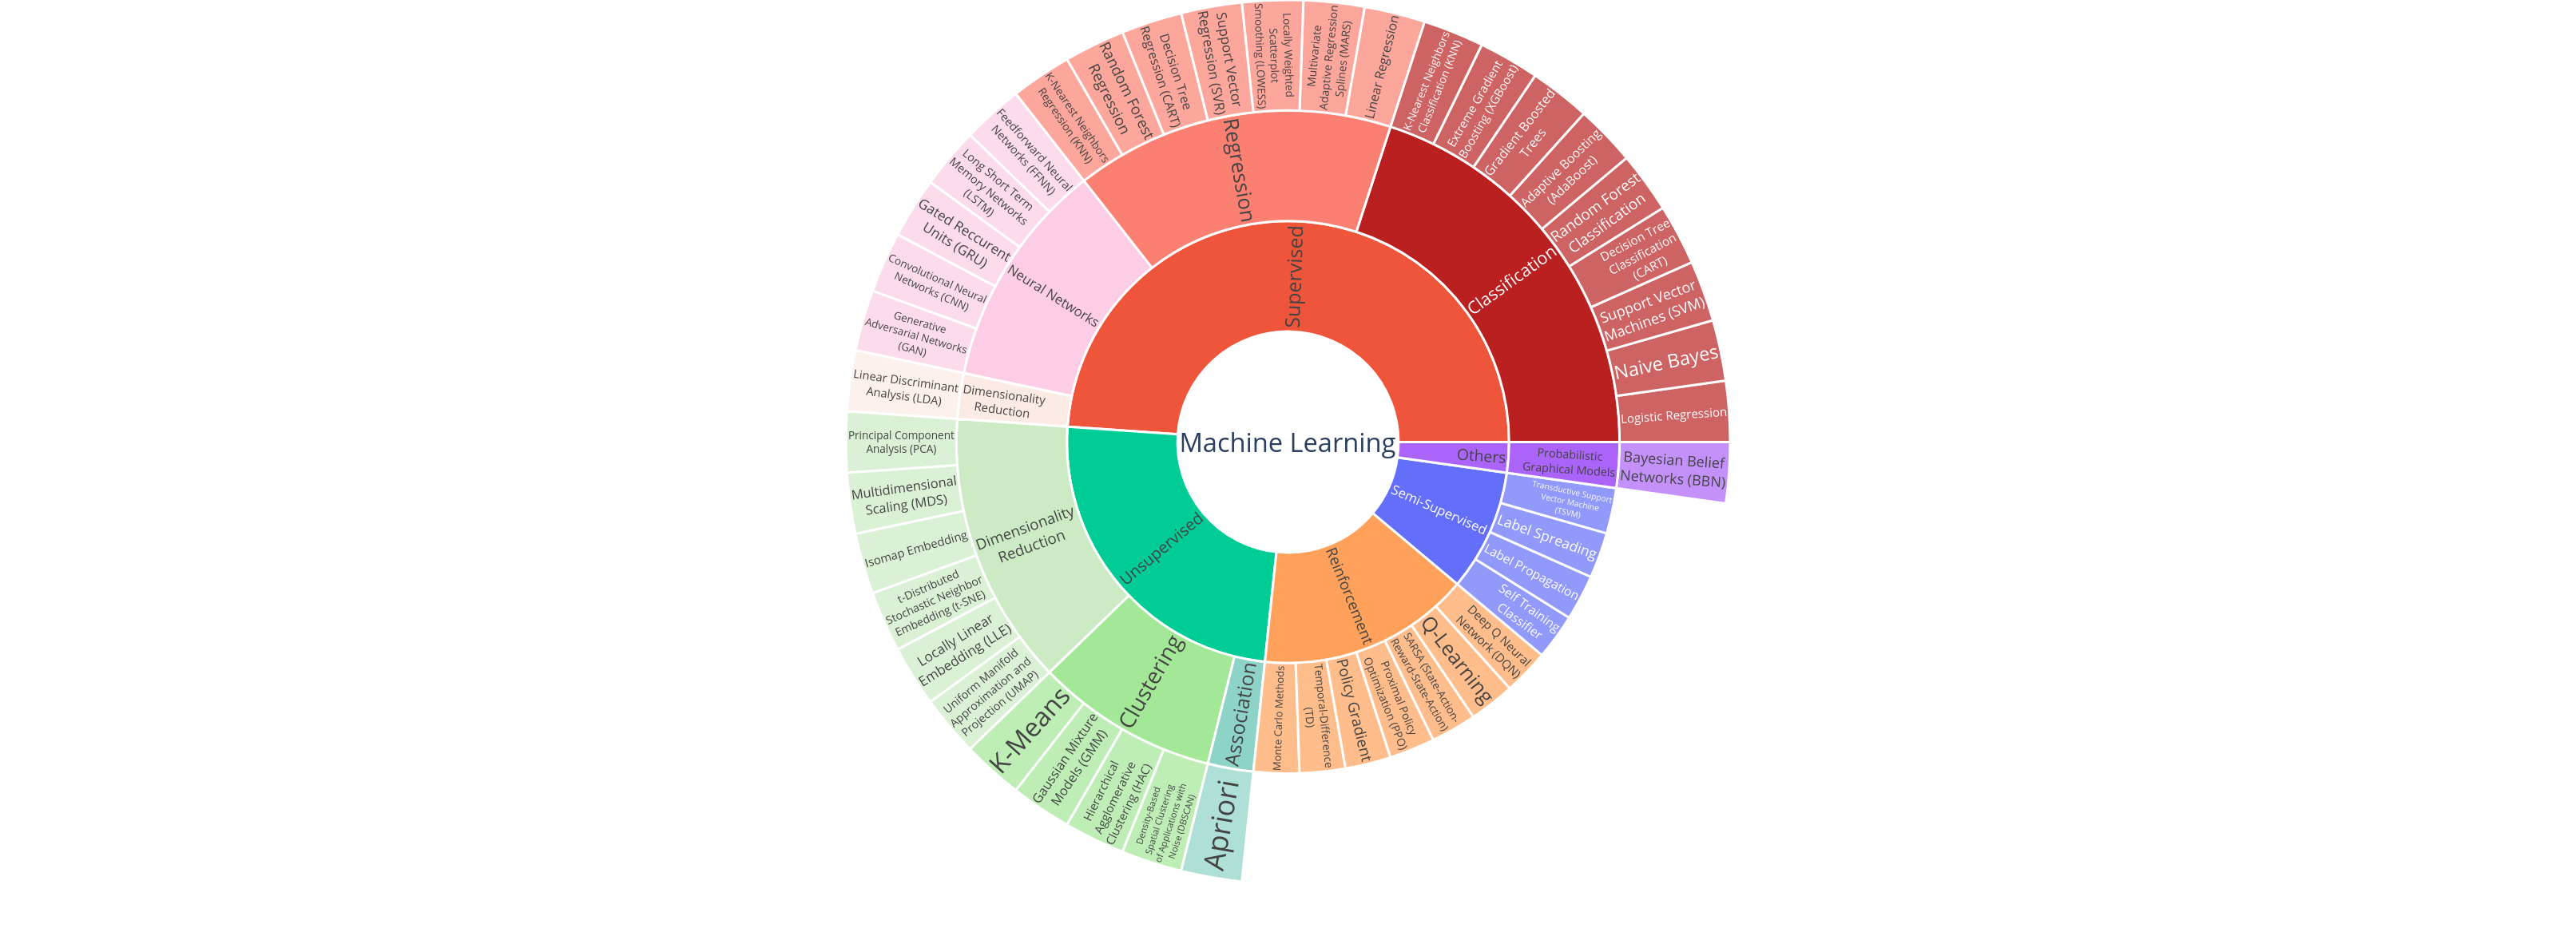 Machine Learning
Supervised
Classification
Logistic Regression
Naive Bayes
Support Vector
Machines (SVM)
Decision Tree
Classification
(CART)
Random Forest
Classification
Adaptive Boosting
(AdaBoost)
Gradient Boosted
Trees
Extreme Gradient
Boosting (XGBoost)
K-Nearest Neighbors
Classification (KNN)
Regression
Linear Regression
Multivariate
Adaptive Regression
Splines (MARS)
Locally Weighted
Scatterplot
Smoothing (LOWESS)
Support Vector
Regression (SVR)
Decision Tree
Regression (CART)
Random Forest
Regression
K-Nearest Neighbors
Regression (KNN)
Neural Networks
Feedforward Neural
Networks (FFNN)
Long Short Term
Memory Networks
(LSTM)
Gated Reccurent
Units (GRU)
Convolutional Neural
Networks (CNN)
Generative
Adversarial Networks
(GAN)
Dimensionality
Reduction
Linear Discriminant
Analysis (LDA)
Unsupervised
Dimensionality
Reduction
Principal Component
Analysis (PCA)
Multidimensional
Scaling (MDS)
Isomap Embedding
t-Distributed
Stochastic Neighbor
Embedding (t-SNE)
Locally Linear
Embedding (LLE)
Uniform Manifold
Approximation and
Projection (UMAP)
Clustering
K-Means
Gaussian Mixture
Models (GMM)
Hierarchical
Agglomerative
Clustering (HAC)
Density-Based
Spatial Clustering
of Applications with
Noise (DBSCAN)
Association
Apriori
Reinforcement
Monte Carlo Methods
Temporal-Difference
(TD)
Policy Gradient
Proximal Policy
Optimization (PPO)
SARSA (State-Action-
Reward-State-Action)
Q-Learning
Deep Q Neural
Network (DQN)
Semi-Supervised
Self Training
Classifier
Label Propagation
Label Spreading
Transductive Support
Vector Machine
(TSVM)
Others
Probabilistic
Graphical Models
Bayesian Belief
Networks (BBN)